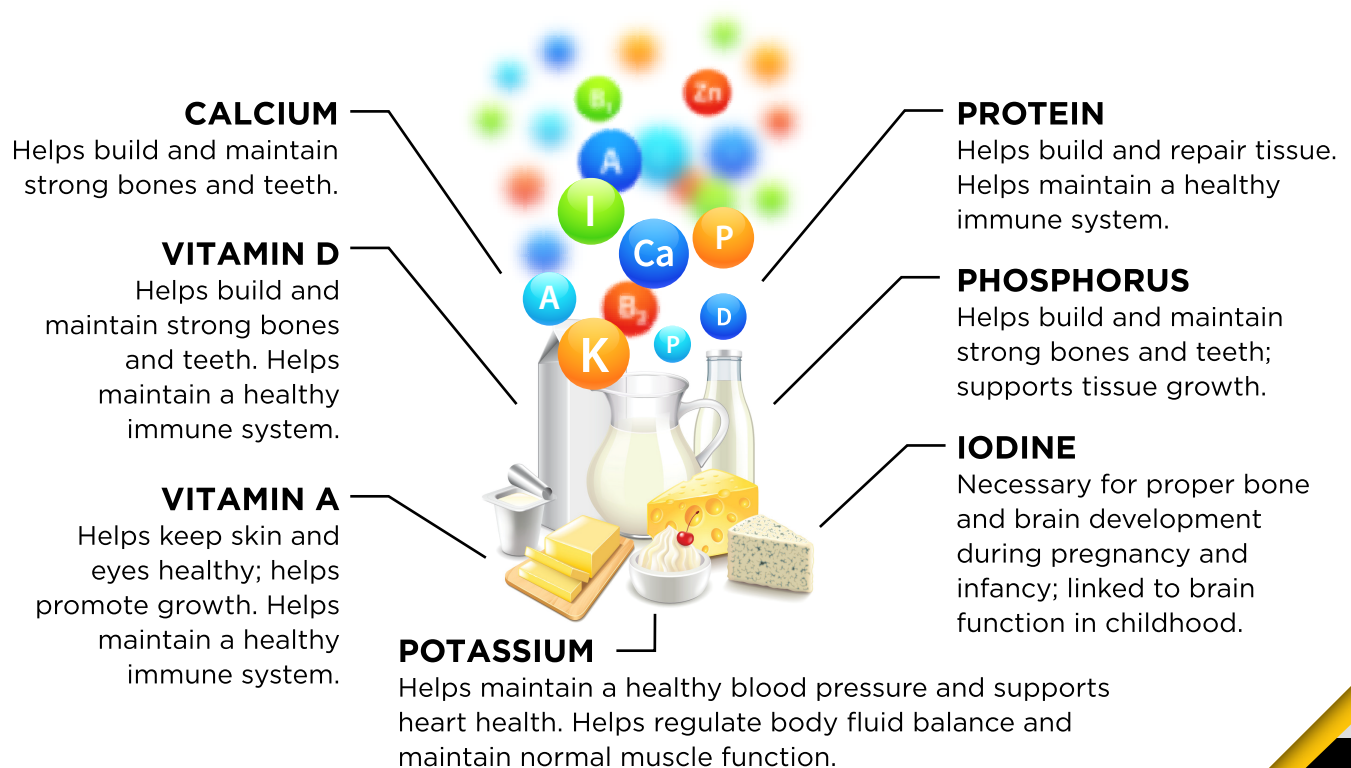 CALCIUM
Helps build and maintain
strong bones and teeth.
VITAMIN D
Helps build and
maintain strong bones
and teeth. Helps
maintain a healthy
immune system.
VITAMIN A
Helps keep skin and
eyes healthy; helps
promote growth. Helps
maintain a healthy
immune system.
B₁
Zn
A
I
Ca
P
A
B₂
D
P
K
PROTEIN
Helps build and repair tissue.
Helps maintain a healthy
immune system.
PHOSPHORUS
Helps build and maintain
strong bones and teeth;
supports tissue growth.
IODINE
Necessary for proper bone
and brain development
during pregnancy and
infancy; linked to brain
function in childhood.
POTASSIUM
Helps maintain a healthy blood pressure and supports
heart health. Helps regulate body fluid balance and
maintain normal muscle function.